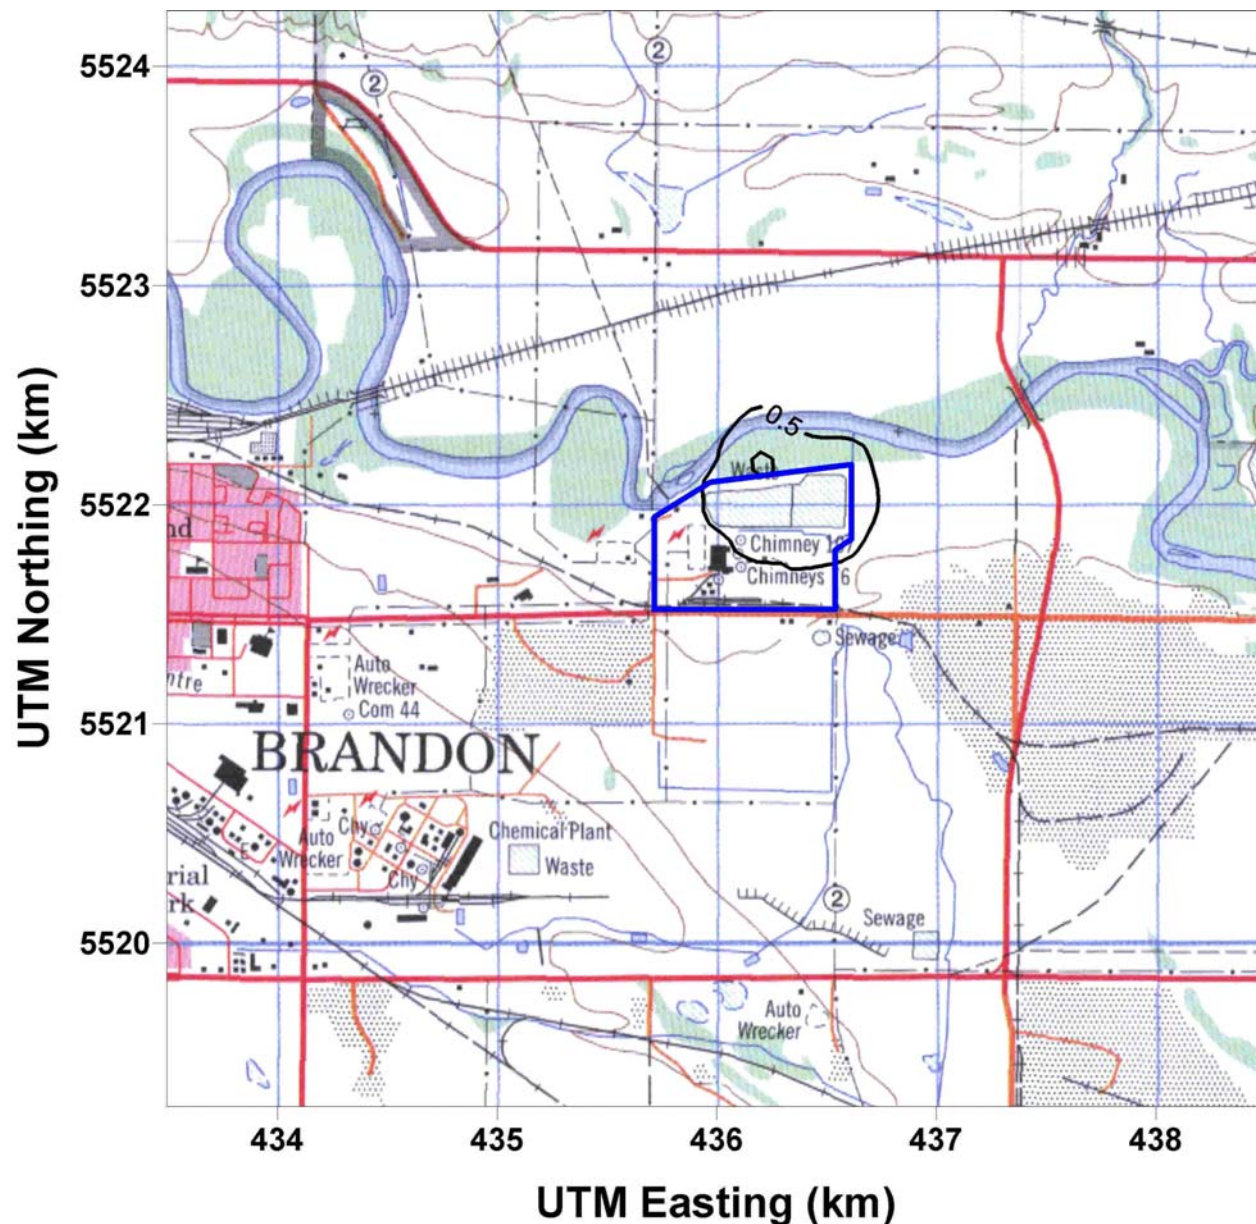 5524
2
2
5523
0.5
Waste
5522
nd
Chimney 107
Chimneys 6
Sewage
ntre
Auto
Wrecker
Com 44
5521
BRANDON
Chemical Plant
Waste
Auto
Wrecker
Chy
Chy
E
rial
rk
2
Sewage
5520
Auto
Wrecker
434
435
436
437
438
UTM Easting (km)
UTM Northing (km)